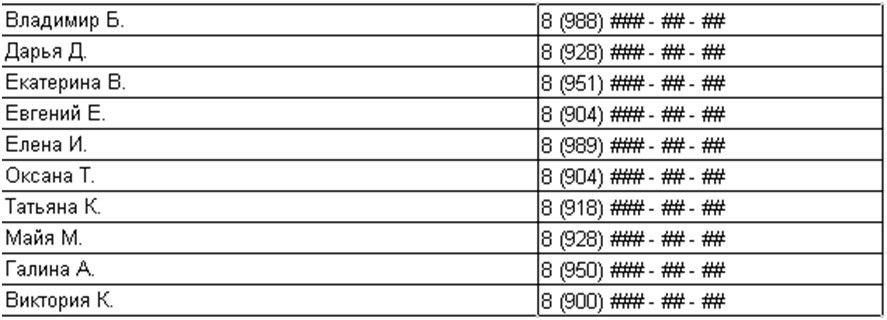 Владимир Б. 8 (988) ### - ## - ##
Дарья Д. 8 (928) ### - ## - ##
Екатерина В. 8 (951) ### - ## - ##
Евгений Е. 8 (904) ### - ## - ##
Елена И. 8 (989) ### - ## - ##
Оксана Т. 8 (904) ### - ## - ##
Татьяна К. 8 (918) ### - ## - ##
Майя М. 8 (928) ### - ## - ##
Галина А. 8 (950) ### - ## - ##
Виктория К. 8 (900) ### - ## - ##